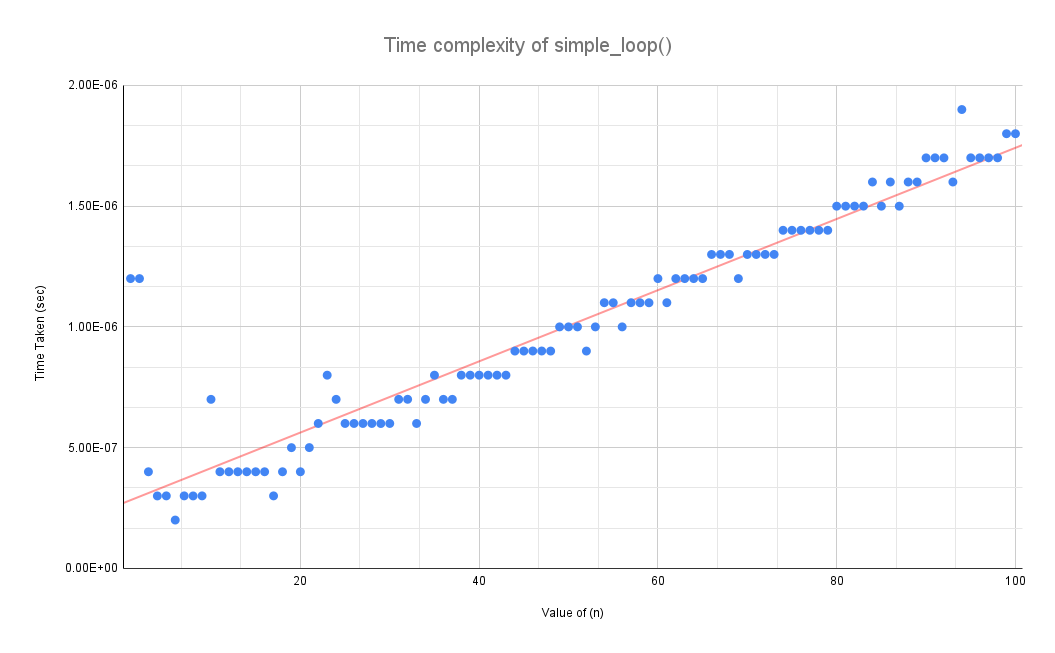 Time complexity of simple_loop()
2.00E-06
1.50E-06
1.00E-06
5.00E-07
0.00E+00
Time Taken (sec)
20 40 60 80 100
Value of (n)